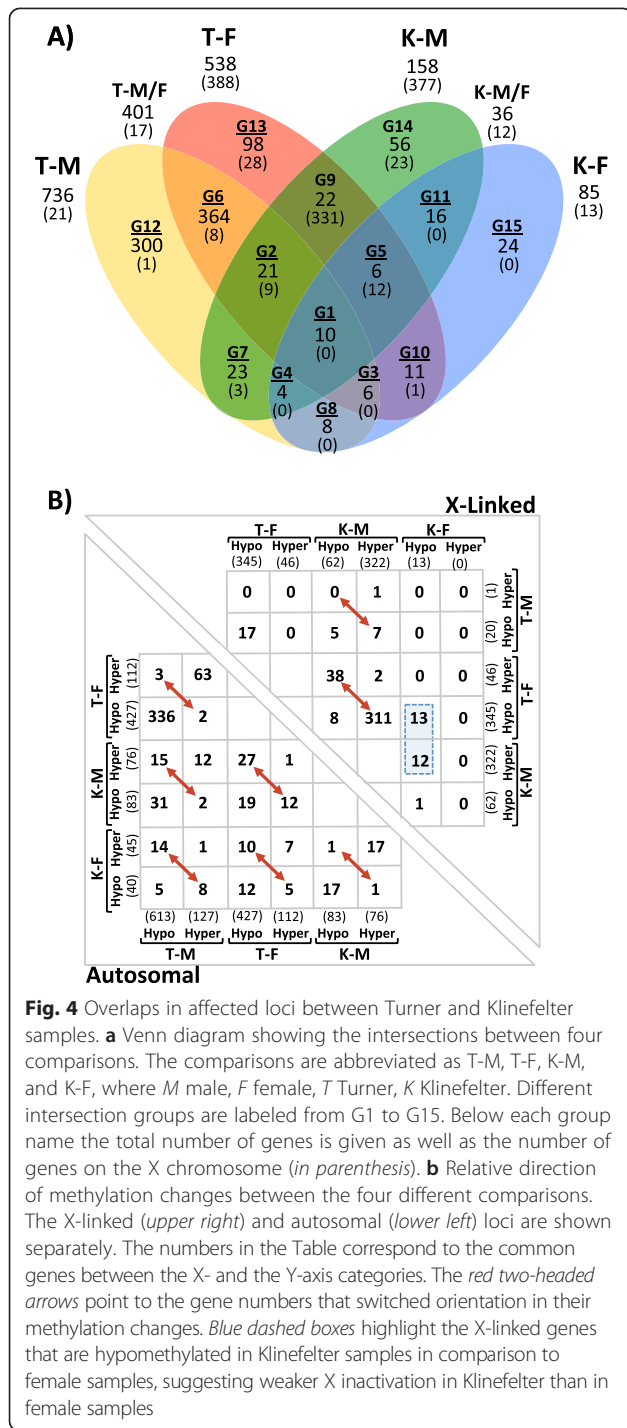 A)
T-F
538
(388)
K-M
158
(377)
T-M/F
401
(17)
K-M/F
36
(12)
T-M
736
(21)
K-F
85
(13)
G13
98
(28)
G14
56
(23)
G6
364
(8)
G9
22
(331)
G11
16
(0)
G12
300
(1)
G15
24
(0)
G2
21
(9)
G5
6
(12)
G1
10
(0)
G7
23
(3)
G4
4
(0)
G3
6
(0)
G10
11
(1)
G8
8
(0)
B)
X-Linked
T-F K-M K-F
Hypo Hyper Hypo Hyper Hypo Hyper
(345) (46) (62) (322) (13) (0)
0 0 0 1 0 0 (1) Hyper
17 0 5 7 0 0 (20) Hypo
T-M
38 2 0 0 (46) Hyper
8 311 13 0 (345) Hypo
T-F
12 0 (322) Hyper
1 0 (62) Hypo
K-M
T-F
Hyper (112) 3 63
Hypo (427) 336 2
K-M
Hyper (76) 15 12 27 1
Hypo (83) 31 2 19 12
K-F
Hyper (45) 14 1 10 7 1 17
Hypo (40) 5 8 12 5 17 1
(613) (127) (427) (112) (83) (76)
Hypo Hyper Hypo Hyper Hypo Hyper
T-M T-F K-M
Autosomal
Fig. 4 Overlaps in affected loci between Turner and Klinefelter
samples. a Venn diagram showing the intersections between four
comparisons. The comparisons are abbreviated as T-M, T-F, K-M,
and K-F, where M male, F female, T Turner, K Klinefelter. Different
intersection groups are labeled from G1 to G15. Below each group
name the total number of genes is given as well as the number of
genes on the X chromosome (in parenthesis). b Relative direction
of methylation changes between the four different comparisons.
The X-linked (upper right) and autosomal (lower left) loci are shown
separately. The numbers in the Table correspond to the common
genes between the X- and the Y-axis categories. The red two-headed
arrows point to the gene numbers that switched orientation in their
methylation changes. Blue dashed boxes highlight the X-linked genes
that are hypomethylated in Klinefelter samples in comparison to
female samples, suggesting weaker X inactivation in Klinefelter than in
female samples